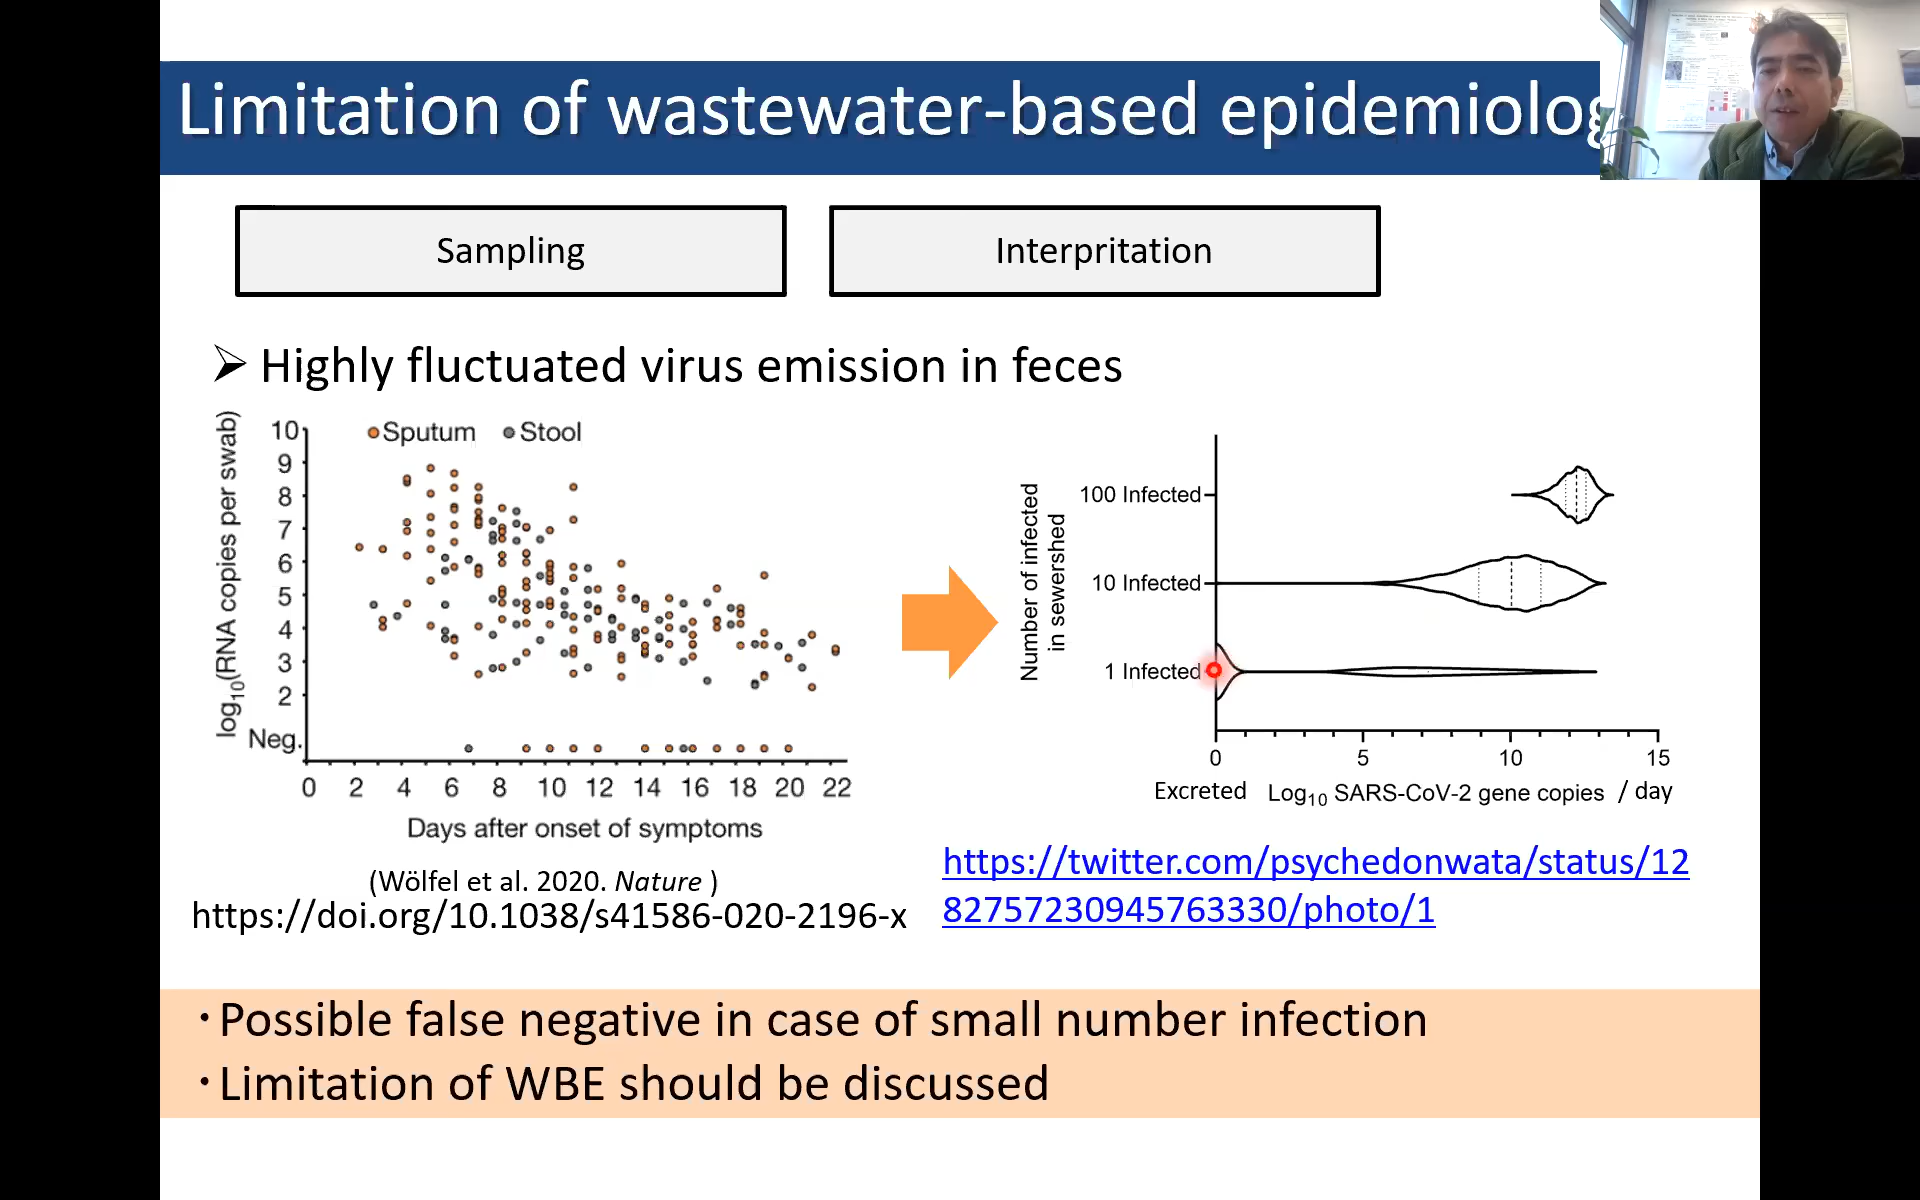 Limitation of wastewater-based epidemiolog
Sampling
Interpritation
➢ Highly fluctuated virus emission in feces
log10(RNA copies per swab)
Sputum Stool
10
9
8
7
6
5
4
3
2
Neg.
0 2 4 6 8 10 12 14 16 18 20 22
Days after onset of symptoms
(Wölfel et al. 2020. Nature )
https://doi.org/10.1038/s41586-020-2196-x
Number of infected
in sewershed
100 Infected
10 Infected
1 Infected
0 5 10 15
Excreted Log10 SARS-CoV-2 gene copies / day
https://twitter.com/psychedonwata/status/12
82757230945763330/photo/1
・Possible false negative in case of small number infection
・Limitation of WBE should be discussed